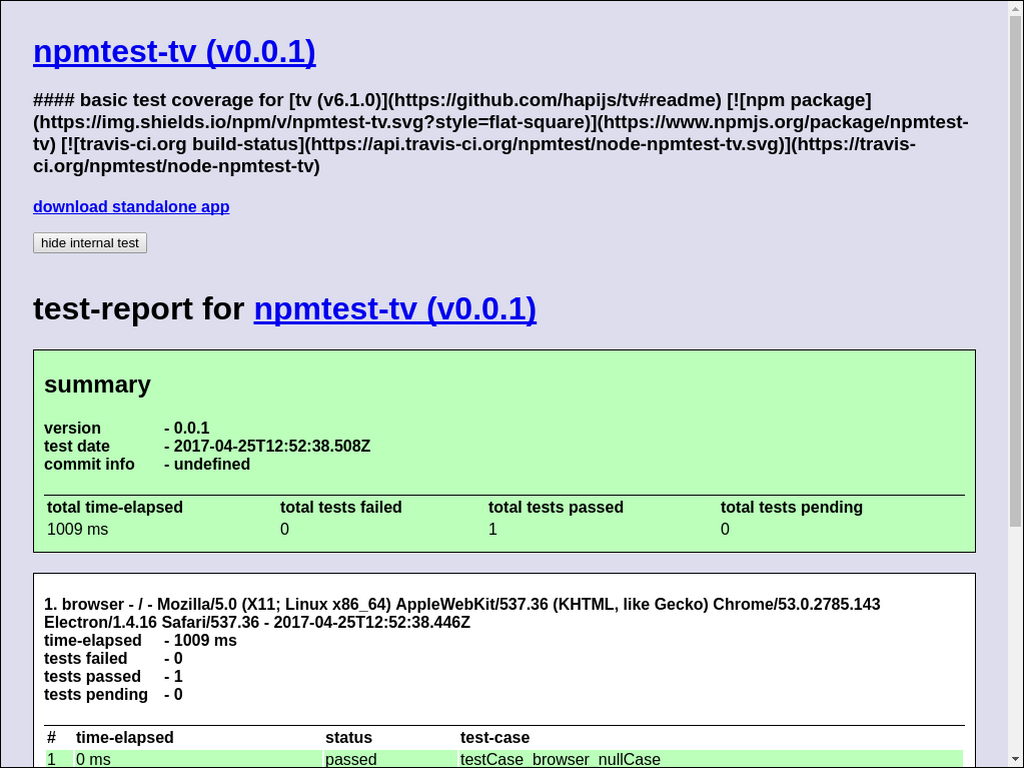 npmtest-tv (v0.0.1)
#### basic test coverage for [tv (v6.1.0)](https://github.com/hapijs/tv#readme) [![npm package]
(https://img.shields.io/npm/v/npmtest-tv.svg?style=flat-square)](https://www.npmjs.org/package/npmtest-
tv) [![travis-ci.org build-status](https://api.travis-ci.org/npmtest/node-npmtest-tv.svg)](https://travis-
ci.org/npmtest/node-npmtest-tv)
download standalone app
hide internal test
test-report for npmtest-tv (v0.0.1)
summary
version - 0.0.1
test date - 2017-04-25T12:52:38.508Z
commit info - undefined
total time-elapsed total tests failed total tests passed total tests pending
1009 ms 0 1 0
1. browser - / - Mozilla/5.0 (X11; Linux x86_64) AppleWebKit/537.36 (KHTML, like Gecko) Chrome/53.0.2785.143
Electron/1.4.16 Safari/537.36 - 2017-04-25T12:52:38.446Z
time-elapsed - 1009 ms
tests failed - 0
tests passed - 1
tests pending - 0
# time-elapsed status test-case
1 0 ms passed testCase_browser_nullCase